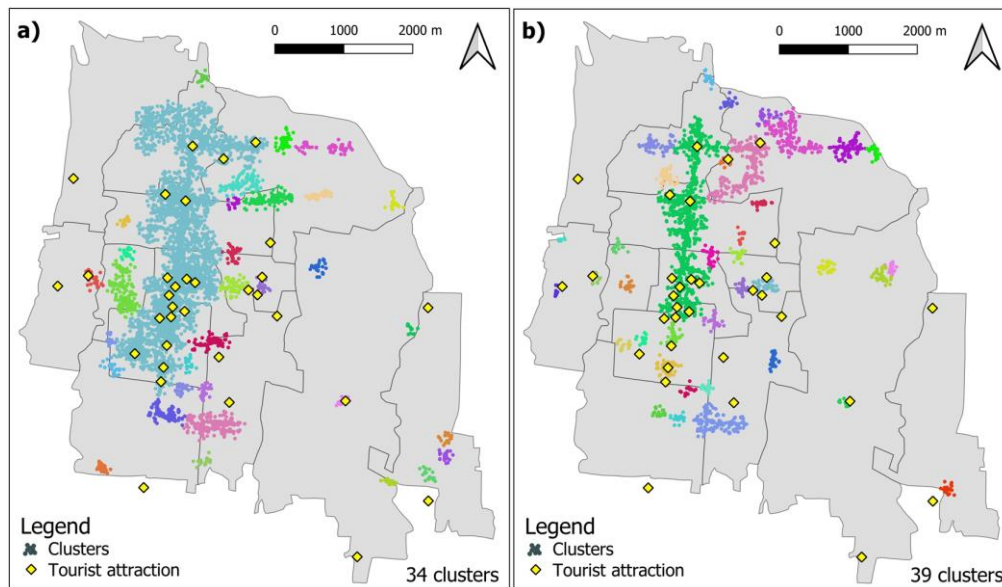 a)
0 1000 2000 m
Legend
Clusters
Tourist attraction
34 clusters
b)
0 1000 2000 m
Legend
Clusters
Tourist attraction
39 clusters